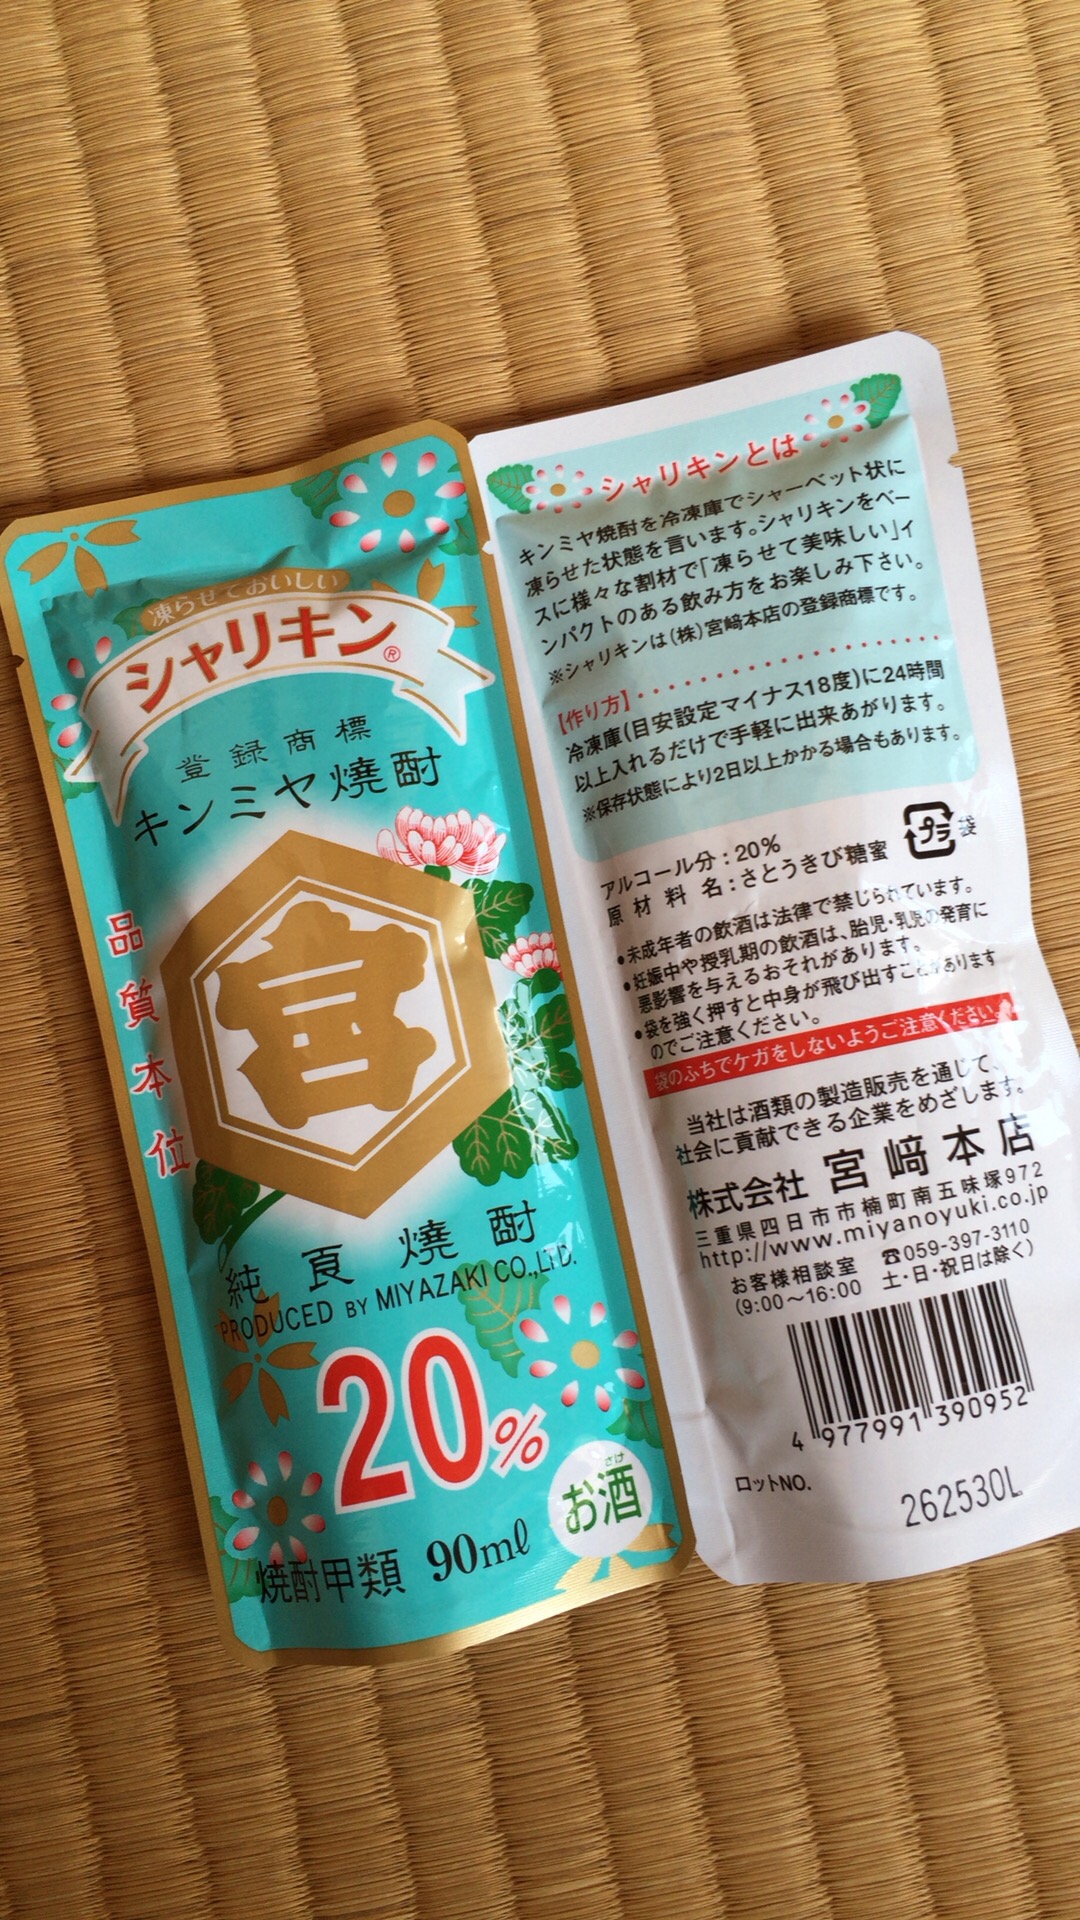 凍らせておいしい
シャリキン®
登録商標
キンミヤ焼酎
品質本位
宮
純良焼酎
PRODUCED BY MIYAZAKI CO.,LTD.
20%
さけ
お酒
焼酎甲類 90ml
シャリキンとは
キンミヤ焼酎を冷凍庫でシャーベット状に
凍らせた状態を言います。シャリキンをベー
スに様々な割材で「凍らせて美味しい」イ
ンパクトのある飲み方をお楽しみ下さい。
※シャリキンは(株)宮﨑本店の登録商標です。
【作り方】
冷凍庫(目安設定マイナス18度)に24時間
以上入れるだけで手軽に出来あがります。
※保存状態により2日以上かかる場合もあります。
アルコール分:20%
原材料名:さとうきび糖蜜
プラ 袋
●未成年者の飲酒は法律で禁じられています。
●妊娠中や授乳期の飲酒は、胎児・乳児の発育に
悪影響を与えるおそれがあります。
●袋を強く押すと中身が飛び出すことがあります
のでご注意ください。
袋のふちでケガをしないようご注意ください。
当社は酒類の製造販売を通じて、
社会に貢献できる企業をめざします。
株式会社 宮﨑本店
三重県四日市市楠町南五味塚972
http://www.miyanoyuki.co.jp
お客様相談室 ☎059-397-3110
(9:00〜16:00 土・日・祝日は除く)
4 977991 390952
ロットNO.
262530L